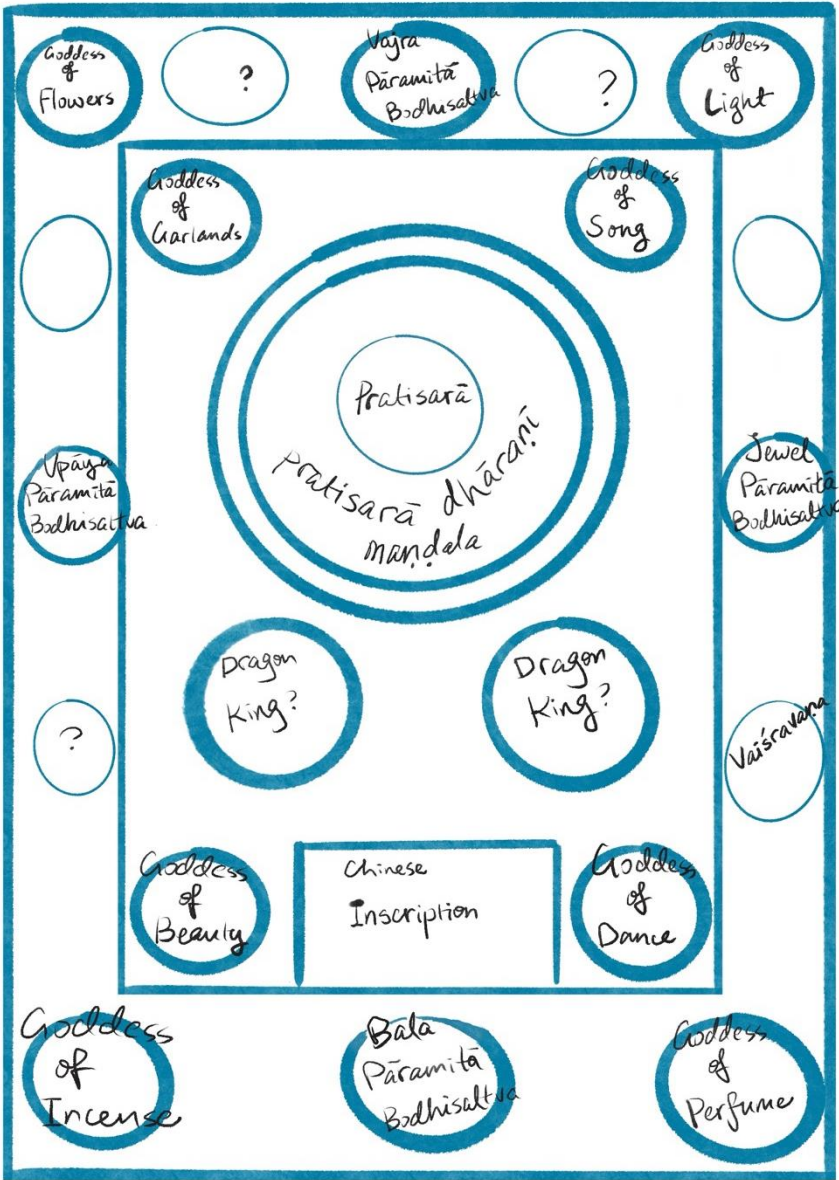 Goddess
of
Flowers
?
Vajra
Pāramitā
Bodhisattva
?
Goddess
of
Light
Goddess
of
Garlands
Goddess
of
Song
Pratisarā
Pratisarā dhāraṇī
maṇḍala
Upāya
Pāramitā
Bodhisattva
Jewel
Pāramitā
Bodhisattva
Dragon
King?
Dragon
King?
?
Vaiśravaṇa
Goddess
of
Beauty
Chinese
Inscription
Goddess
of
Dance
Goddess
of
Incense
Bala
Pāramitā
Bodhisattva
Goddess
of
Perfume